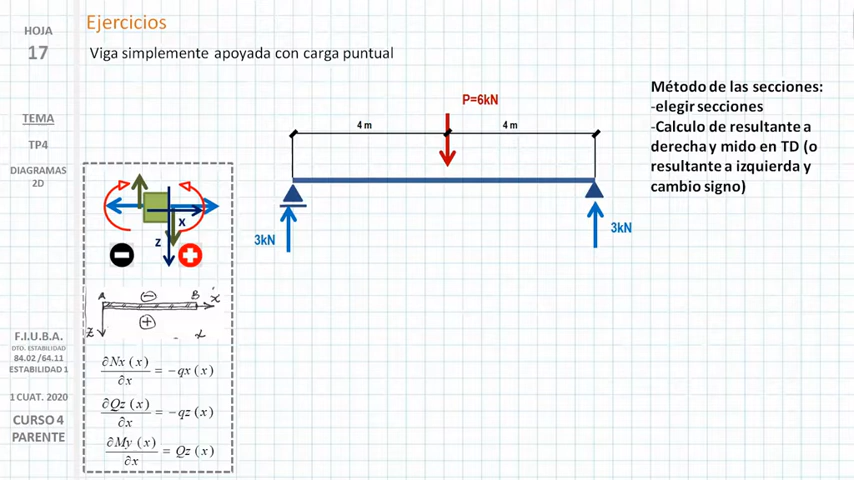 HOJA
17
TEMA
TP4
DIAGRAMAS
2D
F.I.U.B.A.
DTO. ESTABILIDAD
84.02 /64.11
ESTABILIDAD 1
1 CUAT. 2020
CURSO 4
PARENTE
Ejercicios
Viga simplemente apoyada con carga puntual
x
z
A
B
x
z
x
∂Nx (x) / ∂x = −qx (x)
∂Qz (x) / ∂x = −qz (x)
∂My (x) / ∂x = Qz (x)
P=6kN
4 m
4 m
3kN
3kN
Método de las secciones:
-elegir secciones
-Calculo de resultante a
derecha y mido en TD (o
resultante a izquierda y
cambio signo)